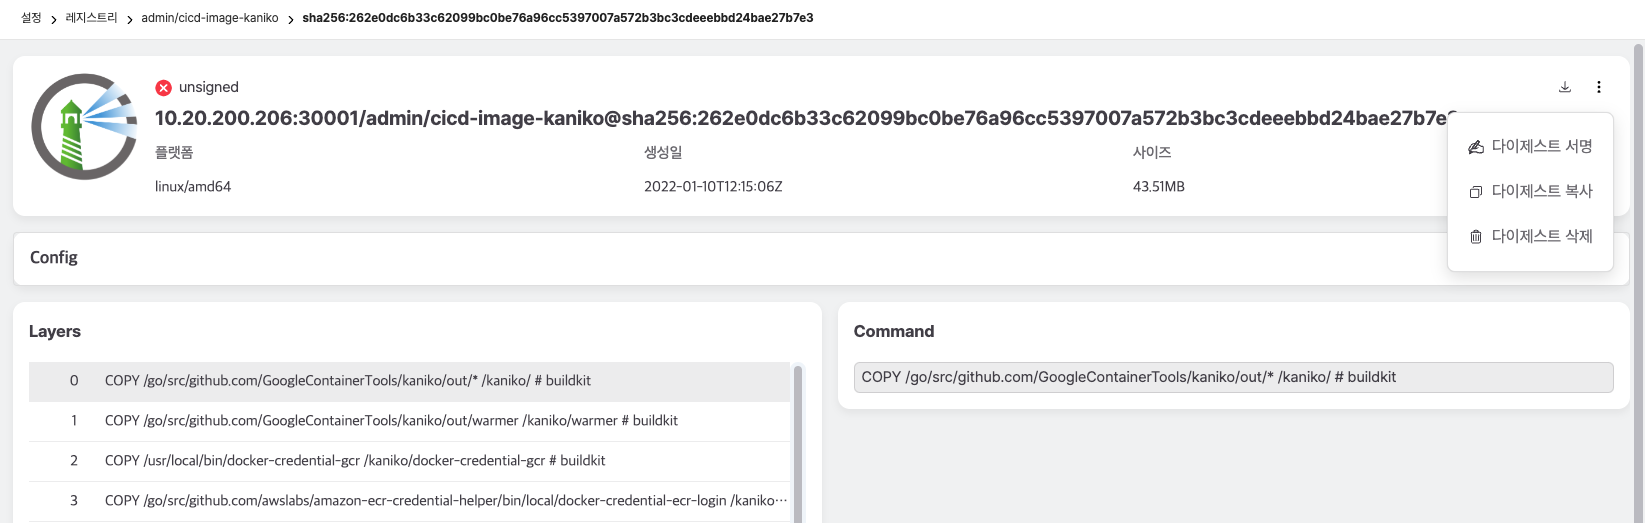 설정 > 레지스트리 > admin/cicd-image-kaniko > sha256:262e0dc6b33c62099bc0be76a96cc5397007a572b3bc3cdeeebbd24bae27b7e3
unsigned
10.20.200.206:30001/admin/cicd-image-kaniko@sha256:262e0dc6b33c62099bc0be76a96cc5397007a572b3bc3cdeeebbd24bae27b7e3
플랫폼 생성일 사이즈
linux/amd64 2022-01-10T12:15:06Z 43.51MB
다이제스트 서명
다이제스트 복사
다이제스트 삭제
Config
Layers
0 COPY /go/src/github.com/GoogleContainerTools/kaniko/out/* /kaniko/ # buildkit
1 COPY /go/src/github.com/GoogleContainerTools/kaniko/out/warmer /kaniko/warmer # buildkit
2 COPY /usr/local/bin/docker-credential-gcr /kaniko/docker-credential-gcr # buildkit
3 COPY /go/src/github.com/awslabs/amazon-ecr-credential-helper/bin/local/docker-credential-ecr-login /kaniko…
Command
COPY /go/src/github.com/GoogleContainerTools/kaniko/out/* /kaniko/ # buildkit